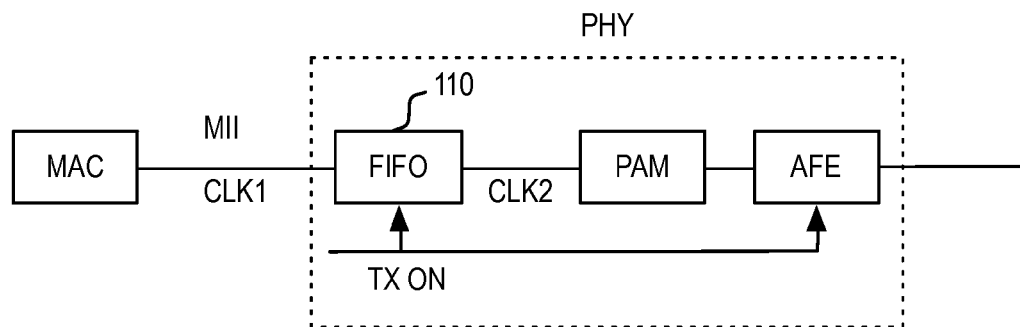 PHY
110
MII
MAC
FIFO
PAM
AFE
CLK1
CLK2
TX ON